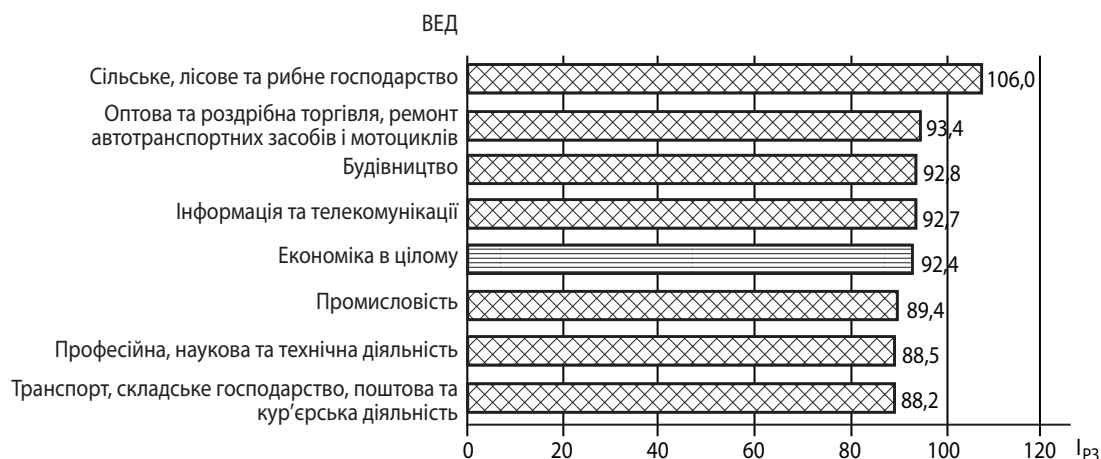 ВЕД
Сільське, лісове та рибне господарство
106,0
Оптова та роздрібна торгівля, ремонт
автотранспортних засобів і мотоциклів
93,4
Будівництво
92,8
Інформація та телекомунікації
92,7
Економіка в цілому
92,4
Промисловість
89,4
Професійна, наукова та технічна діяльність
88,5
Транспорт, складське господарство, поштова та
кур’єрська діяльність
88,2
0 20 40 60 80 100 120 IРЗ